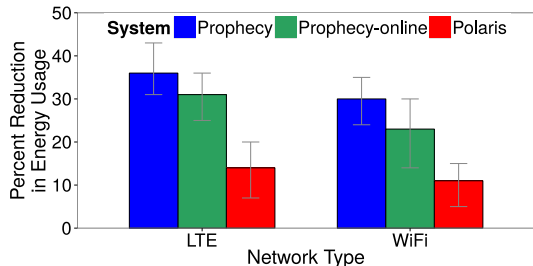 50
40
30
20
10
0
Percent Reduction
in Energy Usage
System Prophecy Prophecy-online Polaris
LTE WiFi
Network Type